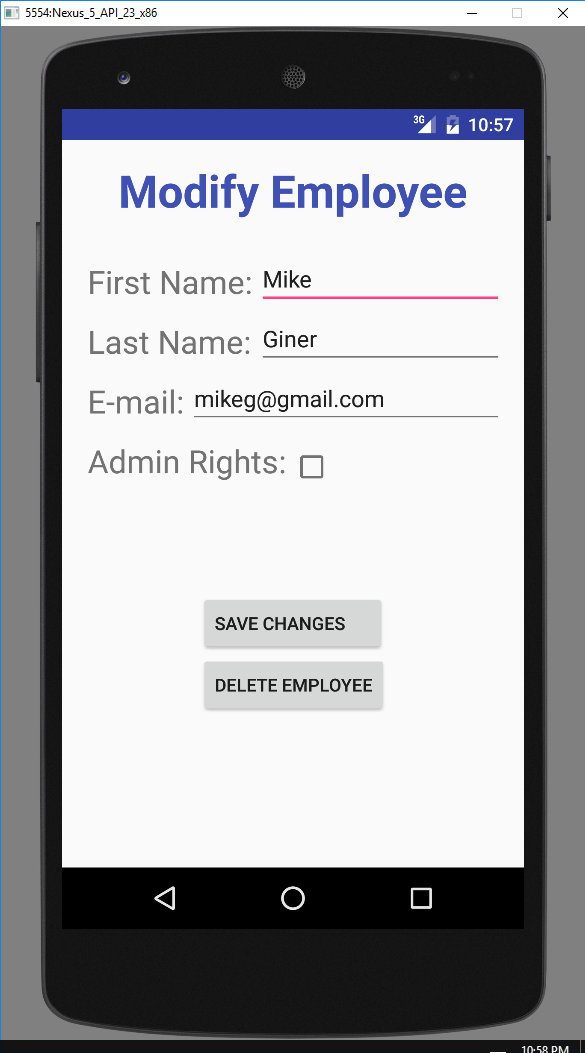 5554:Nexus_5_API_23_x86
3G 10:57
Modify Employee
First Name: Mike
Last Name: Giner
E-mail: mikeg@gmail.com
Admin Rights:
SAVE CHANGES
DELETE EMPLOYEE
10:58 PM